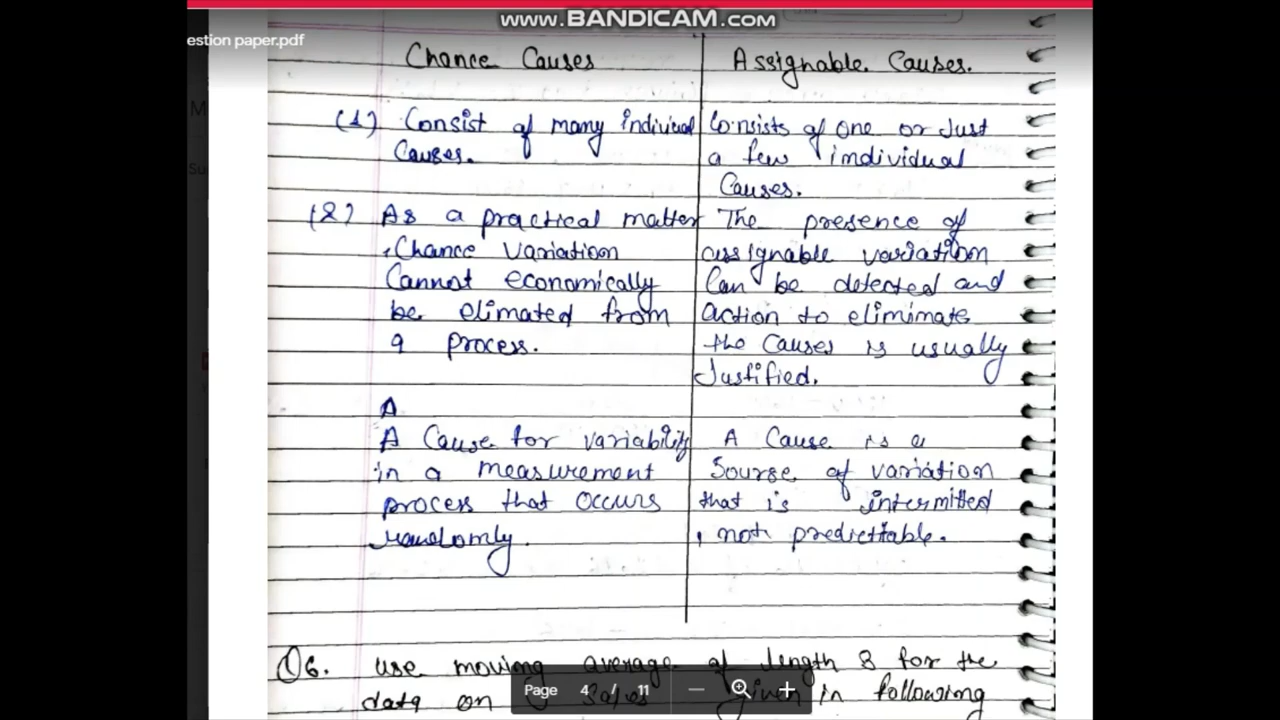 www.BANDICAM.com
estion paper.pdf
Chance Causes
Assignable Causes.
(1) Consist of many indiviual
Causes.
Consists of one or Just
a few individual
Causes.
(2) As a practical matter
, Chance variation
Cannot economically
be elimated from
a process.
The presence of
assignable variation
Can be detected and
action to eliminate
the Causes is usually
Justified.
A
A Cause for variability
in a measurement
process that occurs
randomly.
A Cause is a
Sourse of variation
that is intermitted
, not predicttable.
Q6. use moving average of length 8 for the
data on Sales given in following
Page 4 / 11 — +